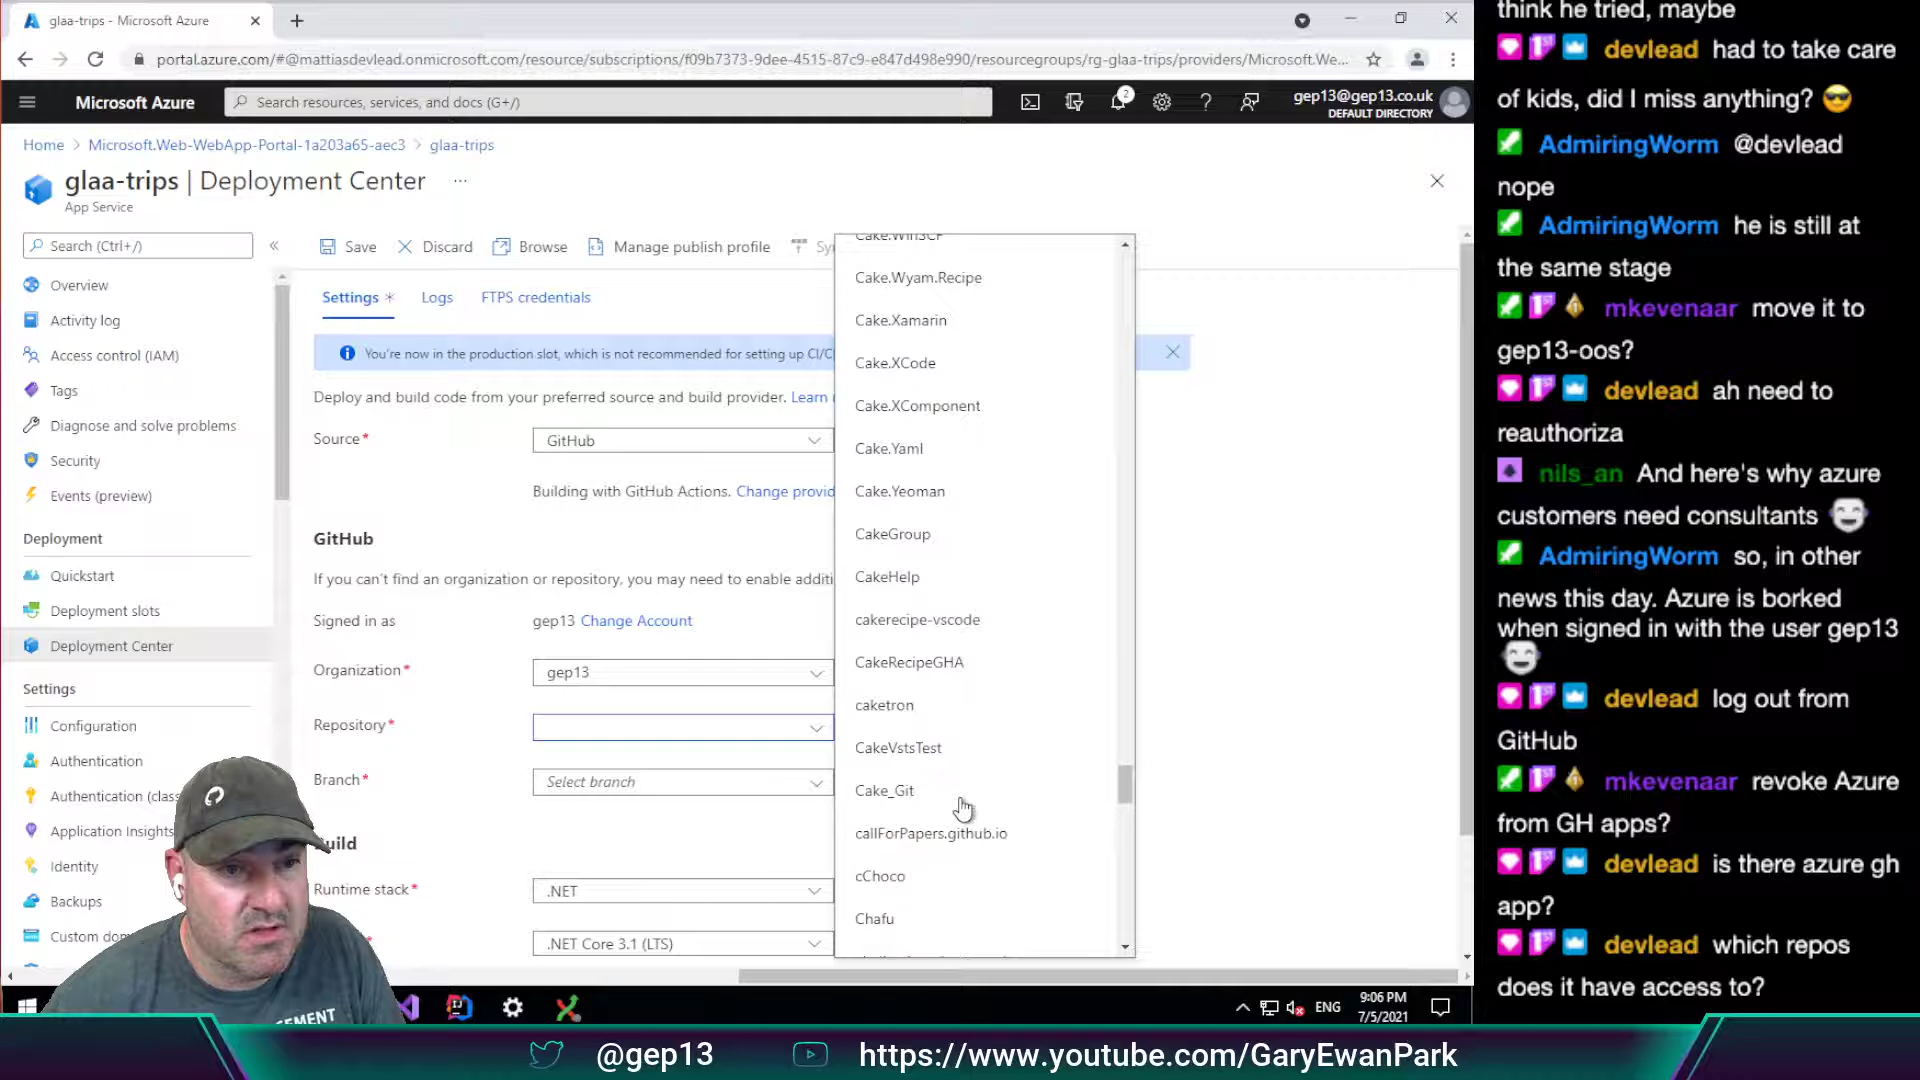 glaa-trips - Microsoft Azure
portal.azure.com/#@mattiasdevlead.onmicrosoft.com/resource/subscriptions/f09b7373-9dee-4515-87c9-e847d498e990/resourcegroups/rg-glaa-trips/providers/Microsoft.We...
Microsoft Azure
Search resources, services, and docs (G+/)
2
gep13@gep13.co.uk
DEFAULT DIRECTORY
Home > Microsoft.Web-WebApp-Portal-1a203a65-aec3 > glaa-trips
glaa-trips | Deployment Center ...
App Service
Search (Ctrl+/)
«
Overview
Activity log
Access control (IAM)
Tags
Diagnose and solve problems
Security
Events (preview)
Deployment
Quickstart
Deployment slots
Deployment Center
Settings
Configuration
Authentication
Authentication (clas
Application Insights
Identity
Backups
Custom do
Save
Discard
Browse
Manage publish profile
Sy
Settings *
Logs
FTPS credentials
You're now in the production slot, which is not recommended for setting up CI/C
Deploy and build code from your preferred source and build provider. Learn
Source*
GitHub
Building with GitHub Actions. Change provid
GitHub
If you can't find an organization or repository, you may need to enable additi
Signed in as
gep13 Change Account
Organization*
gep13
Repository*
Branch*
Select branch
uild
Runtime stack*
.NET
*
.NET Core 3.1 (LTS)
Cake.WinSCP
Cake.Wyam.Recipe
Cake.Xamarin
Cake.XCode
Cake.XComponent
Cake.Yaml
Cake.Yeoman
CakeGroup
CakeHelp
cakerecipe-vscode
CakeRecipeGHA
caketron
CakeVstsTest
Cake_Git
callForPapers.github.io
cChoco
Chafu
ENG
9:06 PM
7/5/2021
EMENT
@gep13
https://www.youtube.com/GaryEwanPark
think he tried, maybe
devlead had to take care
of kids, did I miss anything?
AdmiringWorm @devlead
nope
AdmiringWorm he is still at
the same stage
mkevenaar move it to
gep13-oos?
devlead ah need to
reauthoriza
nils_an And here's why azure
customers need consultants
AdmiringWorm so, in other
news this day. Azure is borked
when signed in with the user gep13
devlead log out from
GitHub
mkevenaar revoke Azure
from GH apps?
devlead is there azure gh
app?
devlead which repos
does it have access to?